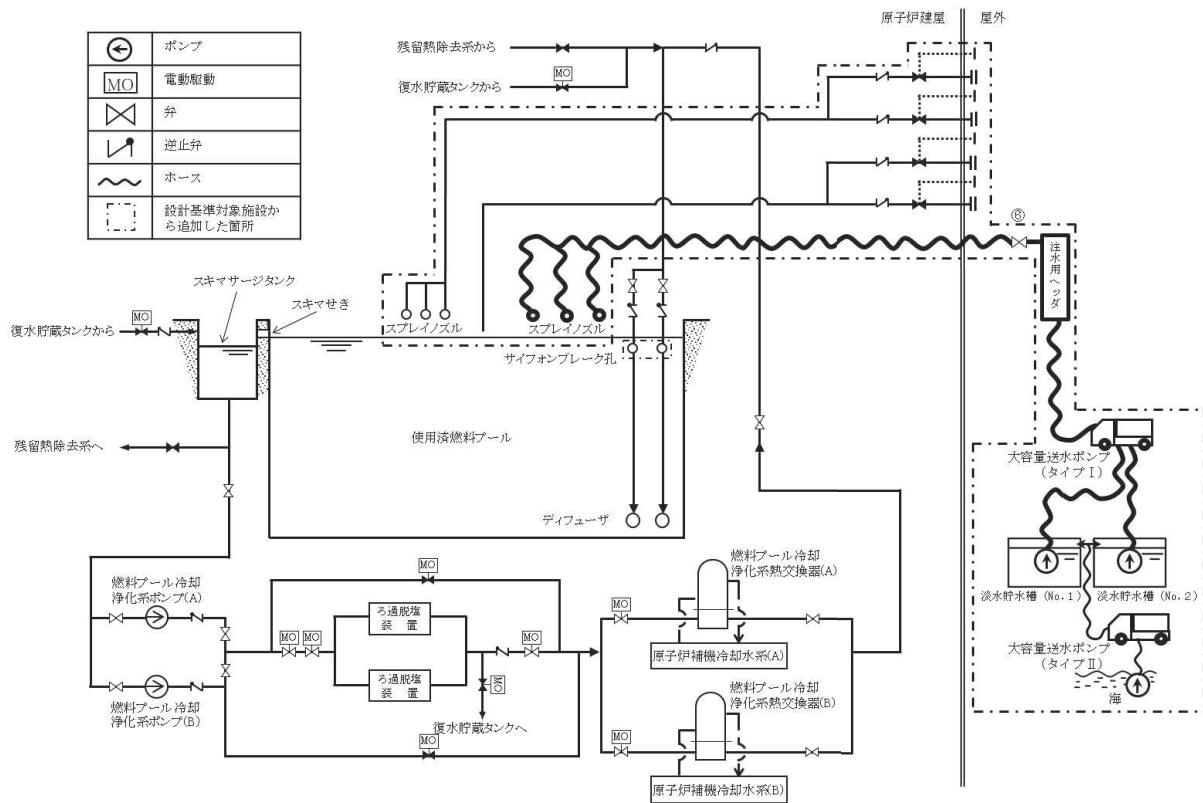 ポンプ
MO
電動駆動
弁
逆止弁
ホース
設計基準対象施設か
ら追加した箇所
原子炉建屋
屋外
残留熱除去系から
MO
復水貯蔵タンクから
⑥
注水用ヘッダ
スキマサージタンク
スキマせき
MO
復水貯蔵タンクから
スプレイノズル
スプレイノズル
サイフォンブレーク孔
使用済燃料プール
残留熱除去系へ
ディフューザ
大容量送水ポンプ
(タイプⅠ)
淡水貯水槽 (No.1)
淡水貯水槽 (No.2)
大容量送水ポンプ
(タイプⅡ)
海
燃料プール冷却
浄化系ポンプ(A)
燃料プール冷却
浄化系ポンプ(B)
MO
MO
MO
ろ過脱塩
装置
ろ過脱塩
装置
MO
MO
復水貯蔵タンクへ
MO
燃料プール冷却
浄化系熱交換器(A)
MO
原子炉補機冷却水系(A)
燃料プール冷却
浄化系熱交換器(B)
MO
原子炉補機冷却水系(B)